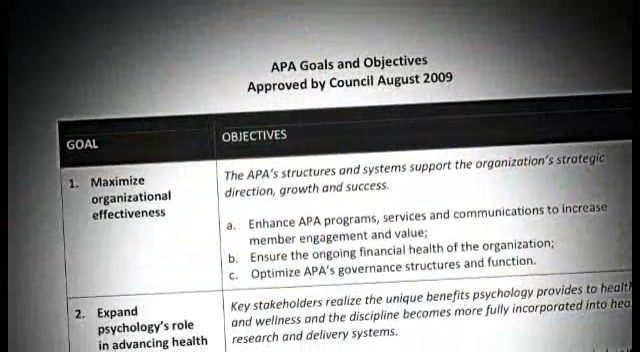 APA Goals and Objectives
Approved by Council August 2009
GOAL
OBJECTIVES
1. Maximize
organizational
effectiveness
The APA's structures and systems support the organization's strategic
direction, growth and success.
a. Enhance APA programs, services and communications to increase
member engagement and value;
b. Ensure the ongoing financial health of the organization;
c. Optimize APA's governance structures and function.
2. Expand
psychology's role
in advancing health
Key stakeholders realize the unique benefits psychology provides to health
and wellness and the discipline becomes more fully incorporated into
research and delivery systems.